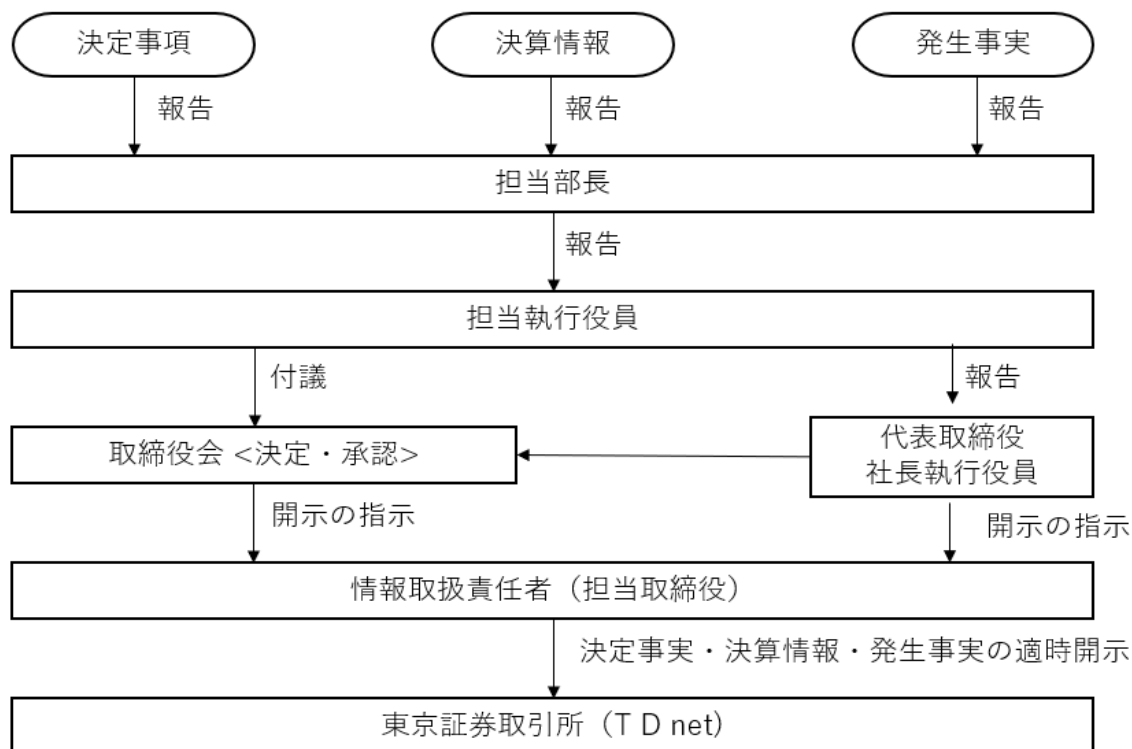 決定事項
決算情報
発生事実
報告
報告
報告
担当部長
報告
担当執行役員
付議
報告
取締役会 <決定・承認>
代表取締役
社長執行役員
開示の指示
開示の指示
情報取扱責任者（担当取締役）
決定事実・決算情報・発生事実の適時開示
東京証券取引所（T D net）